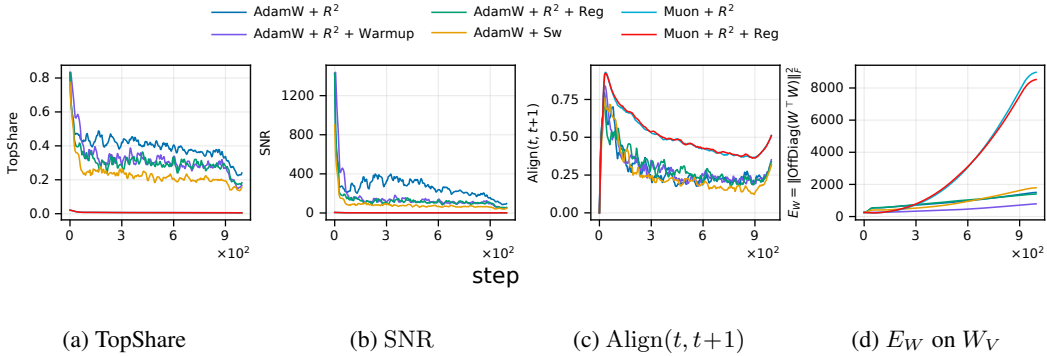 AdamW + R²
AdamW + R² + Reg
Muon + R²
AdamW + R² + Warmup
AdamW + Sw
Muon + R² + Reg
TopShare
0.8
0.6
0.4
0.2
0.0
0 3 6 9
×10²
SNR
1200
800
400
0
0 3 6 9
×10²
Align(t, t+1)
0.75
0.50
0.25
0.00
0 3 6 9
×10²
E_W = ‖OffDiag(W⊤W)‖²_F
8000
6000
4000
2000
0
0 3 6 9
×10²
step
(a) TopShare
(b) SNR
(c) Align(t, t+1)
(d) E_W on W_V